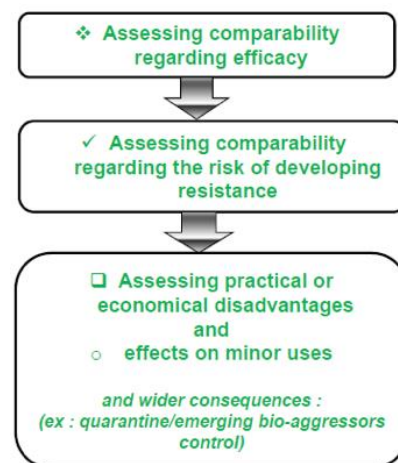 ❖ Assessing comparability
regarding efficacy
✓ Assessing comparability
regarding the risk of developing
resistance
❑ Assessing practical or
economical disadvantages
and
o effects on minor uses
and wider consequences :
(ex : quarantine/emerging bio-aggressors
control)